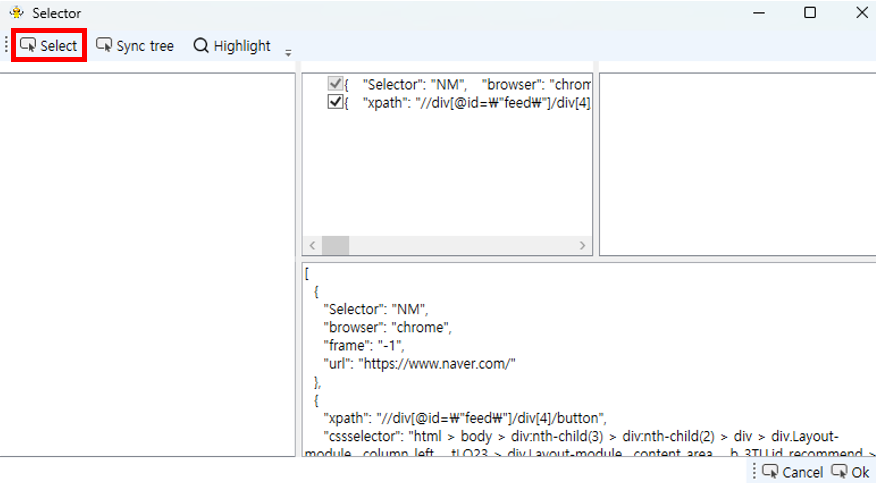 Selector
Select Sync tree Highlight
{ "Selector": "NM", "browser": "chrom
{ "xpath": "//div[@id=₩"feed₩"]/div[4]
[
{
"Selector": "NM",
"browser": "chrome",
"frame": "-1",
"url": "https://www.naver.com/"
},
{
"xpath": "//div[@id=₩"feed₩"]/div[4]/button",
"cssselector": "html > body > div:nth-child(3) > div:nth-child(2) > div > div.Layout-
module__column_left__ > div.Layout-module__content_area__ >
Cancel Ok